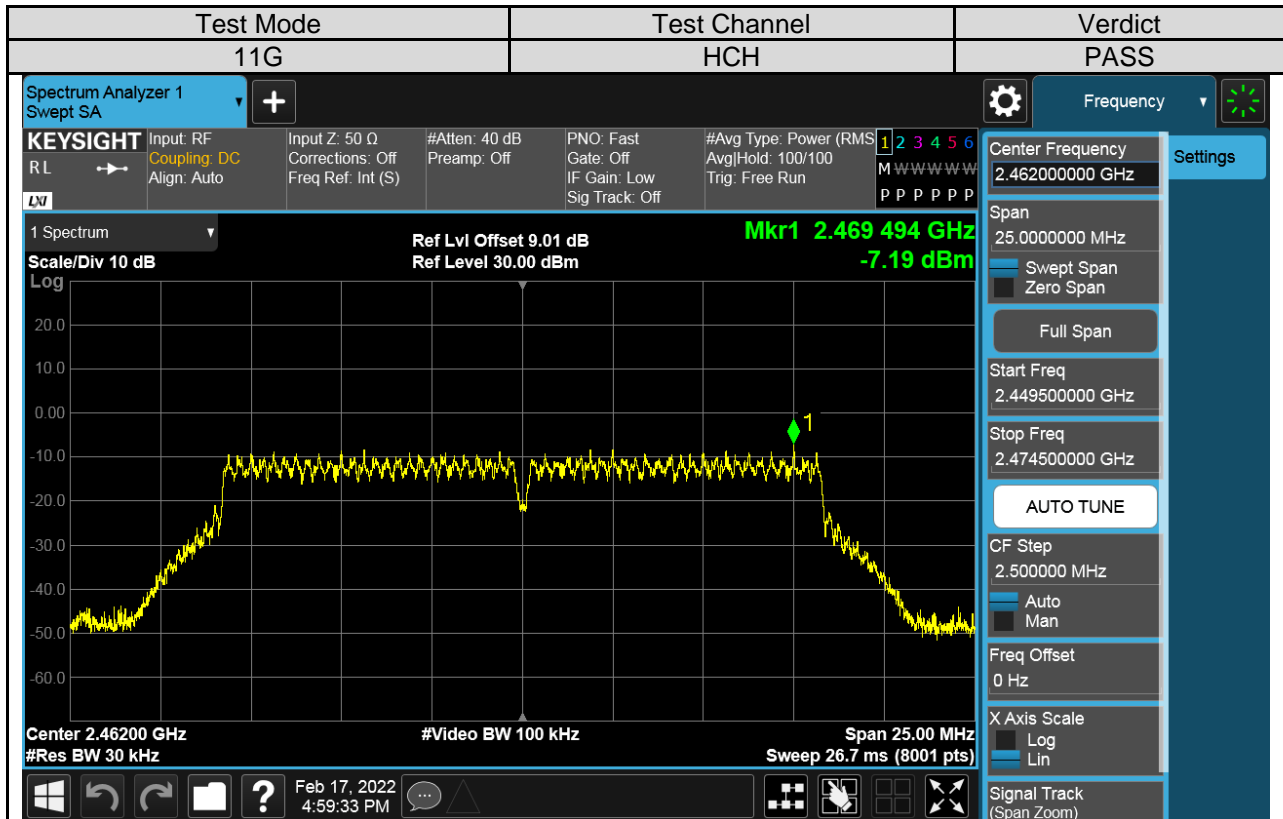 Test Mode Test Channel Verdict
11G HCH PASS
Spectrum Analyzer 1
Swept SA
Frequency
KEYSIGHT
RL
LXI
Input: RF
Coupling: DC
Align: Auto
Input Z: 50 Ω
Corrections: Off
Freq Ref: Int (S)
#Atten: 40 dB
Preamp: Off
PNO: Fast
Gate: Off
IF Gain: Low
Sig Track: Off
#Avg Type: Power (RMS
Avg|Hold: 100/100
Trig: Free Run
1 2 3 4 5 6
M W W W W W
P P P P P P
1 Spectrum
Scale/Div 10 dB
Log
Ref Lvl Offset 9.01 dB
Ref Level 30.00 dBm
Mkr1 2.469 494 GHz
-7.19 dBm
20.0
10.0
0.00
-10.0
-20.0
-30.0
-40.0
-50.0
-60.0
1
Center 2.46200 GHz
#Res BW 30 kHz
#Video BW 100 kHz
Span 25.00 MHz
Sweep 26.7 ms (8001 pts)
Feb 17, 2022
4:59:33 PM
Center Frequency
2.462000000 GHz
Settings
Span
25.0000000 MHz
Swept Span
Zero Span
Full Span
Start Freq
2.449500000 GHz
Stop Freq
2.474500000 GHz
AUTO TUNE
CF Step
2.500000 MHz
Auto
Man
Freq Offset
0 Hz
X Axis Scale
Log
Lin
Signal Track
(Span Zoom)